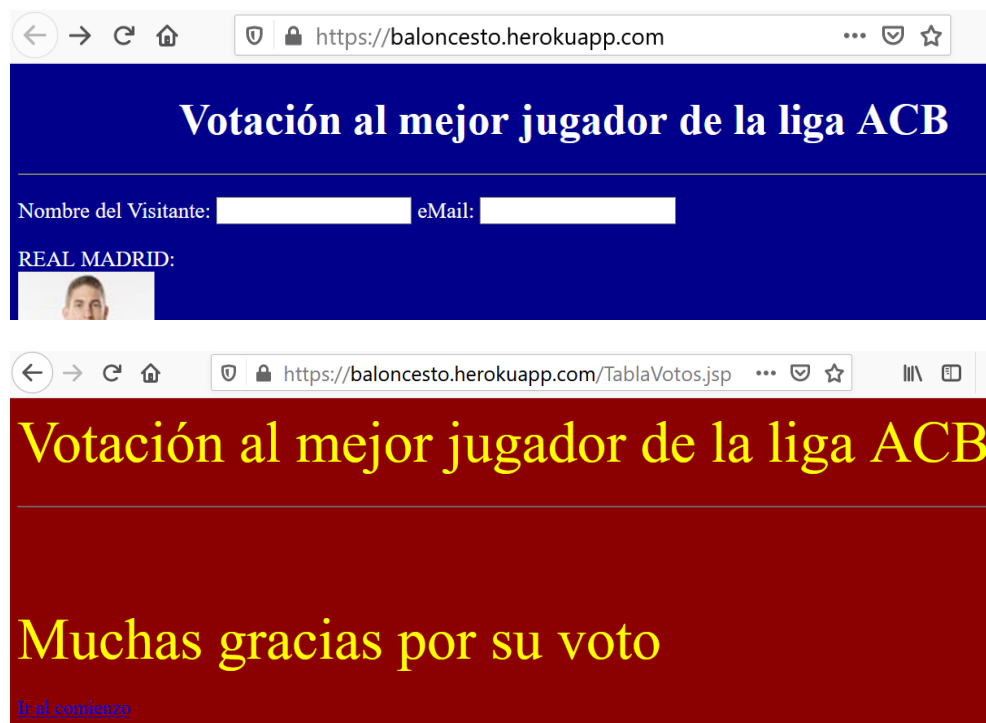 https://baloncesto.herokuapp.com
Votación al mejor jugador de la liga ACB
Nombre del Visitante: eMail:
REAL MADRID:
https://baloncesto.herokuapp.com/TablaVotos.jsp
Votación al mejor jugador de la liga ACB
Muchas gracias por su voto
Ir al comienzo